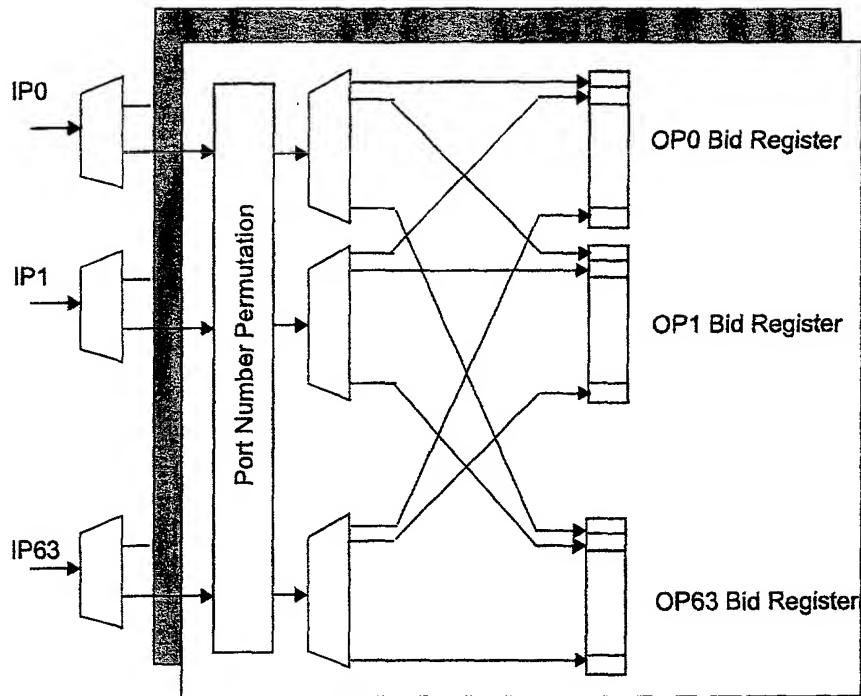 IP0
OP0 Bid Register
IP1
Port Number Permutation
OP1 Bid Register
IP63
OP63 Bid Register